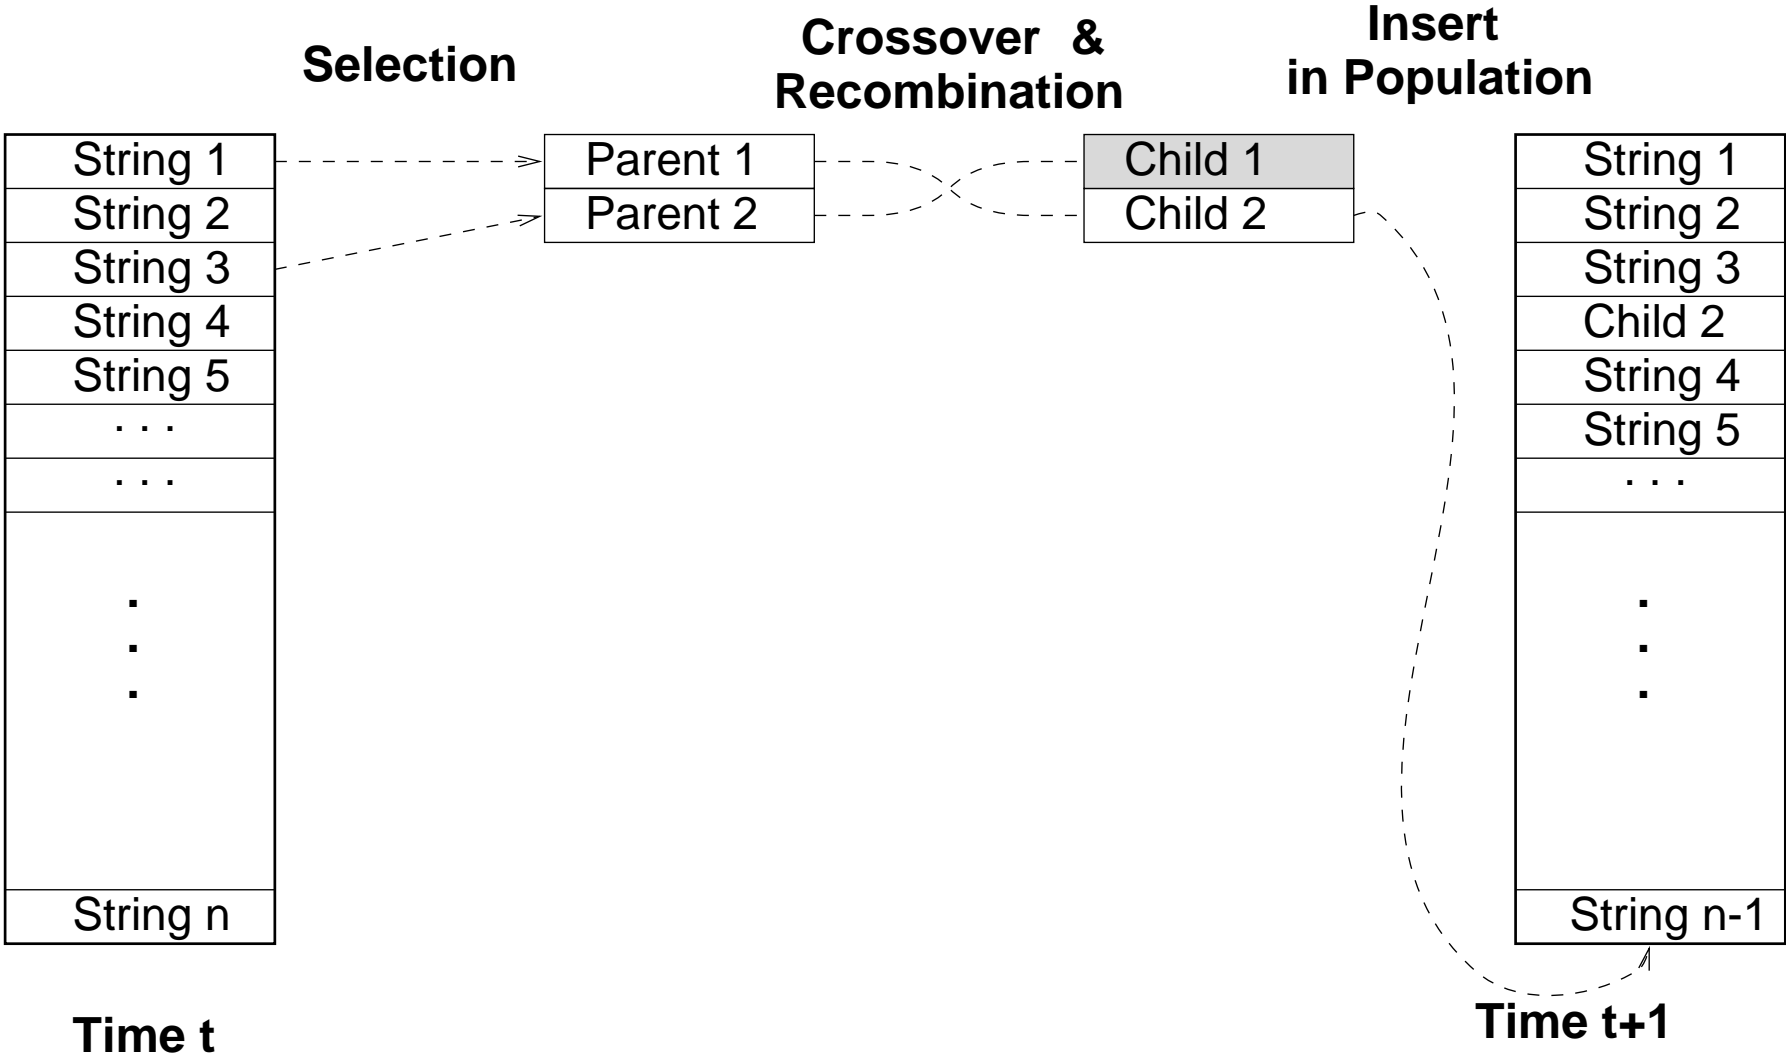 Selection
Crossover &
Recombination
Insert
in Population
String 1
String 2
String 3
String 4
String 5
. . .
. . .
.
.
.
String n
Time t
Parent 1
Parent 2
Child 1
Child 2
String 1
String 2
String 3
Child 2
String 4
String 5
. . .
.
.
.
String n-1
Time t+1